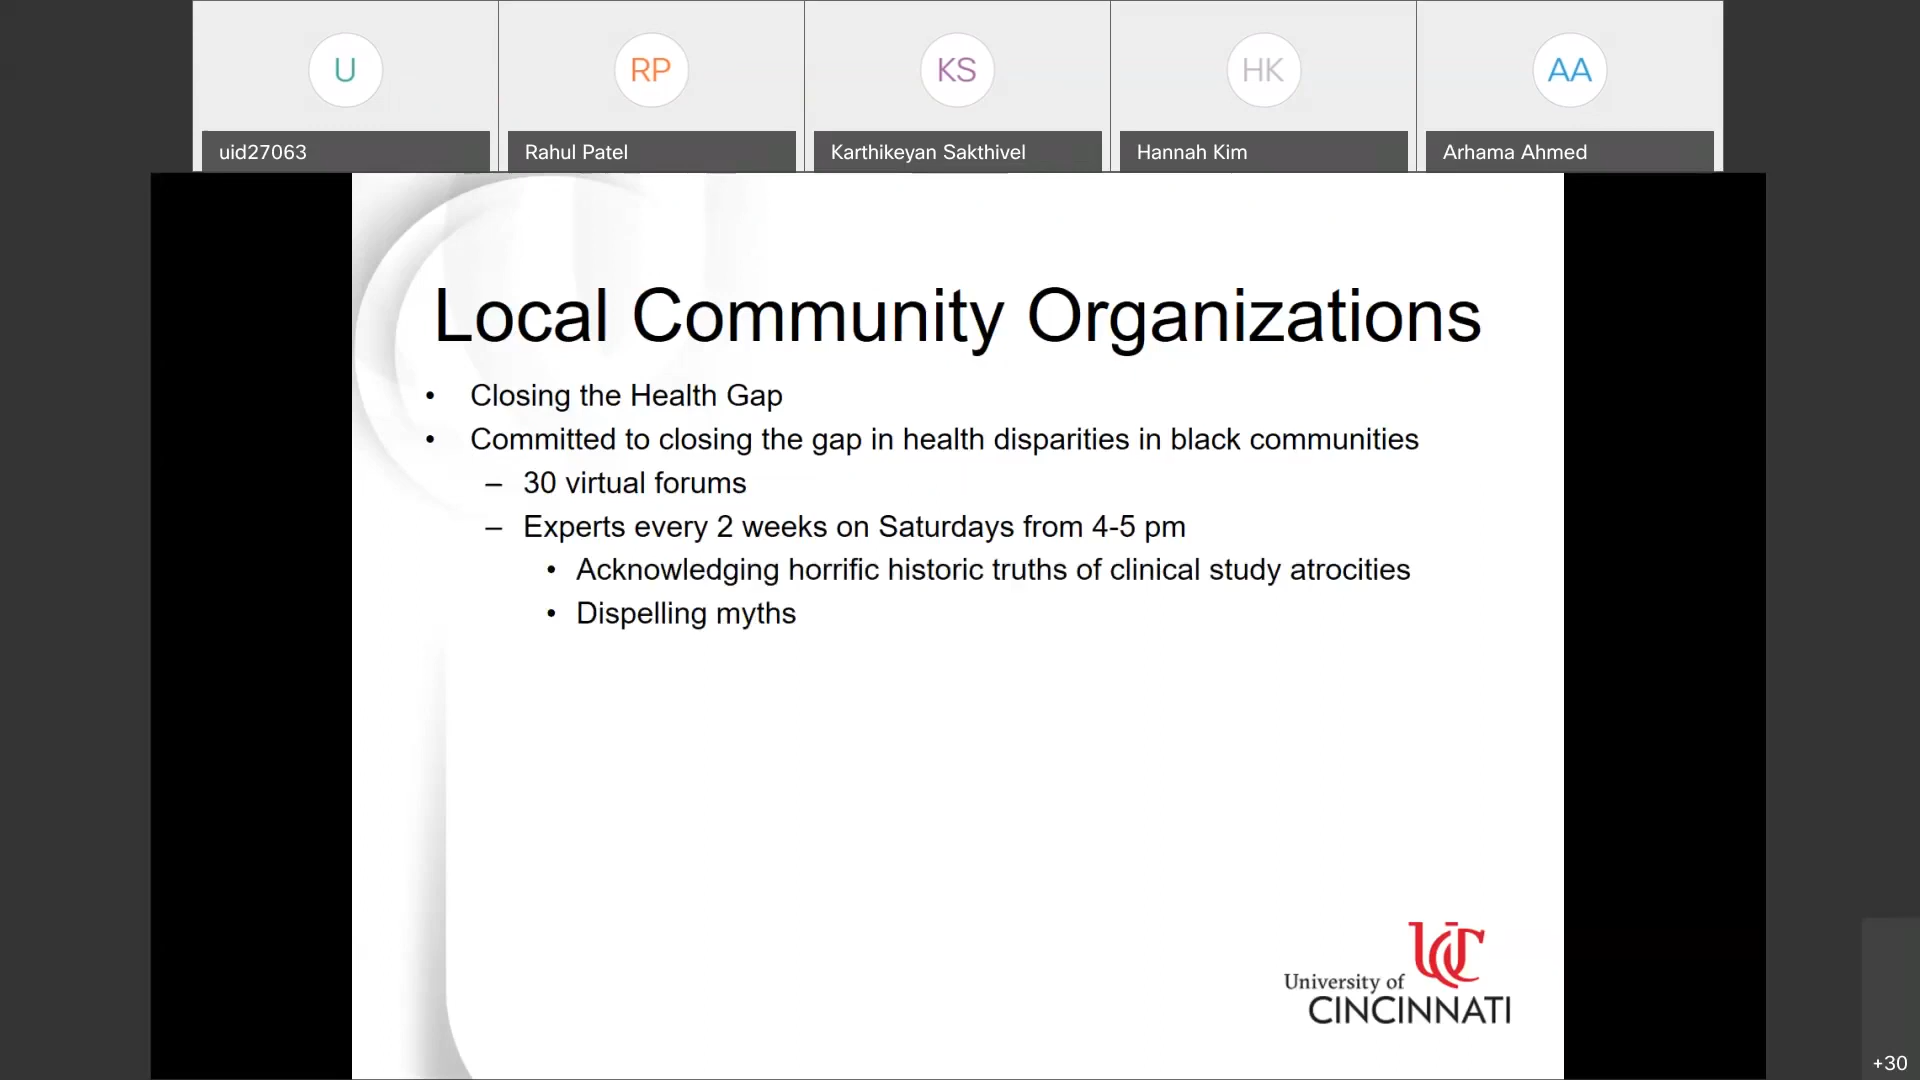 U
RP
KS
HK
AA
uid27063
Rahul Patel
Karthikeyan Sakthivel
Hannah Kim
Arhama Ahmed
Local Community Organizations
• Closing the Health Gap
• Committed to closing the gap in health disparities in black communities
– 30 virtual forums
– Experts every 2 weeks on Saturdays from 4-5 pm
• Acknowledging horrific historic truths of clinical study atrocities
• Dispelling myths
UC
University of
CINCINNATI
+30